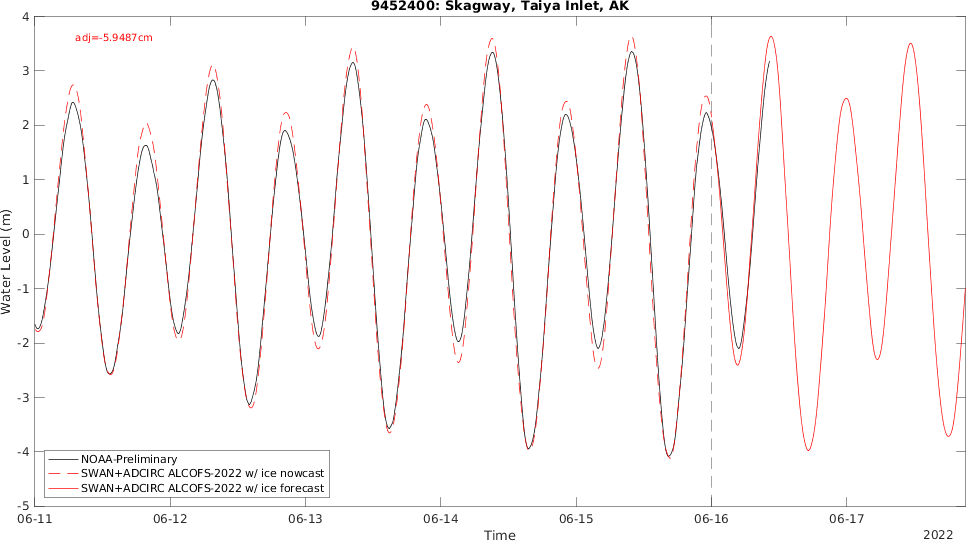 9452400: Skagway, Taiya Inlet, AK
adj=-5.9487cm
4
3
2
1
0
-1
-2
-3
-4
-5
Water Level (m)
NOAA-Preliminary
SWAN+ADCIRC ALCOFS-2022 w/ ice nowcast
SWAN+ADCIRC ALCOFS-2022 w/ ice forecast
06-11 06-12 06-13 06-14 06-15 06-16 06-17
Time
2022